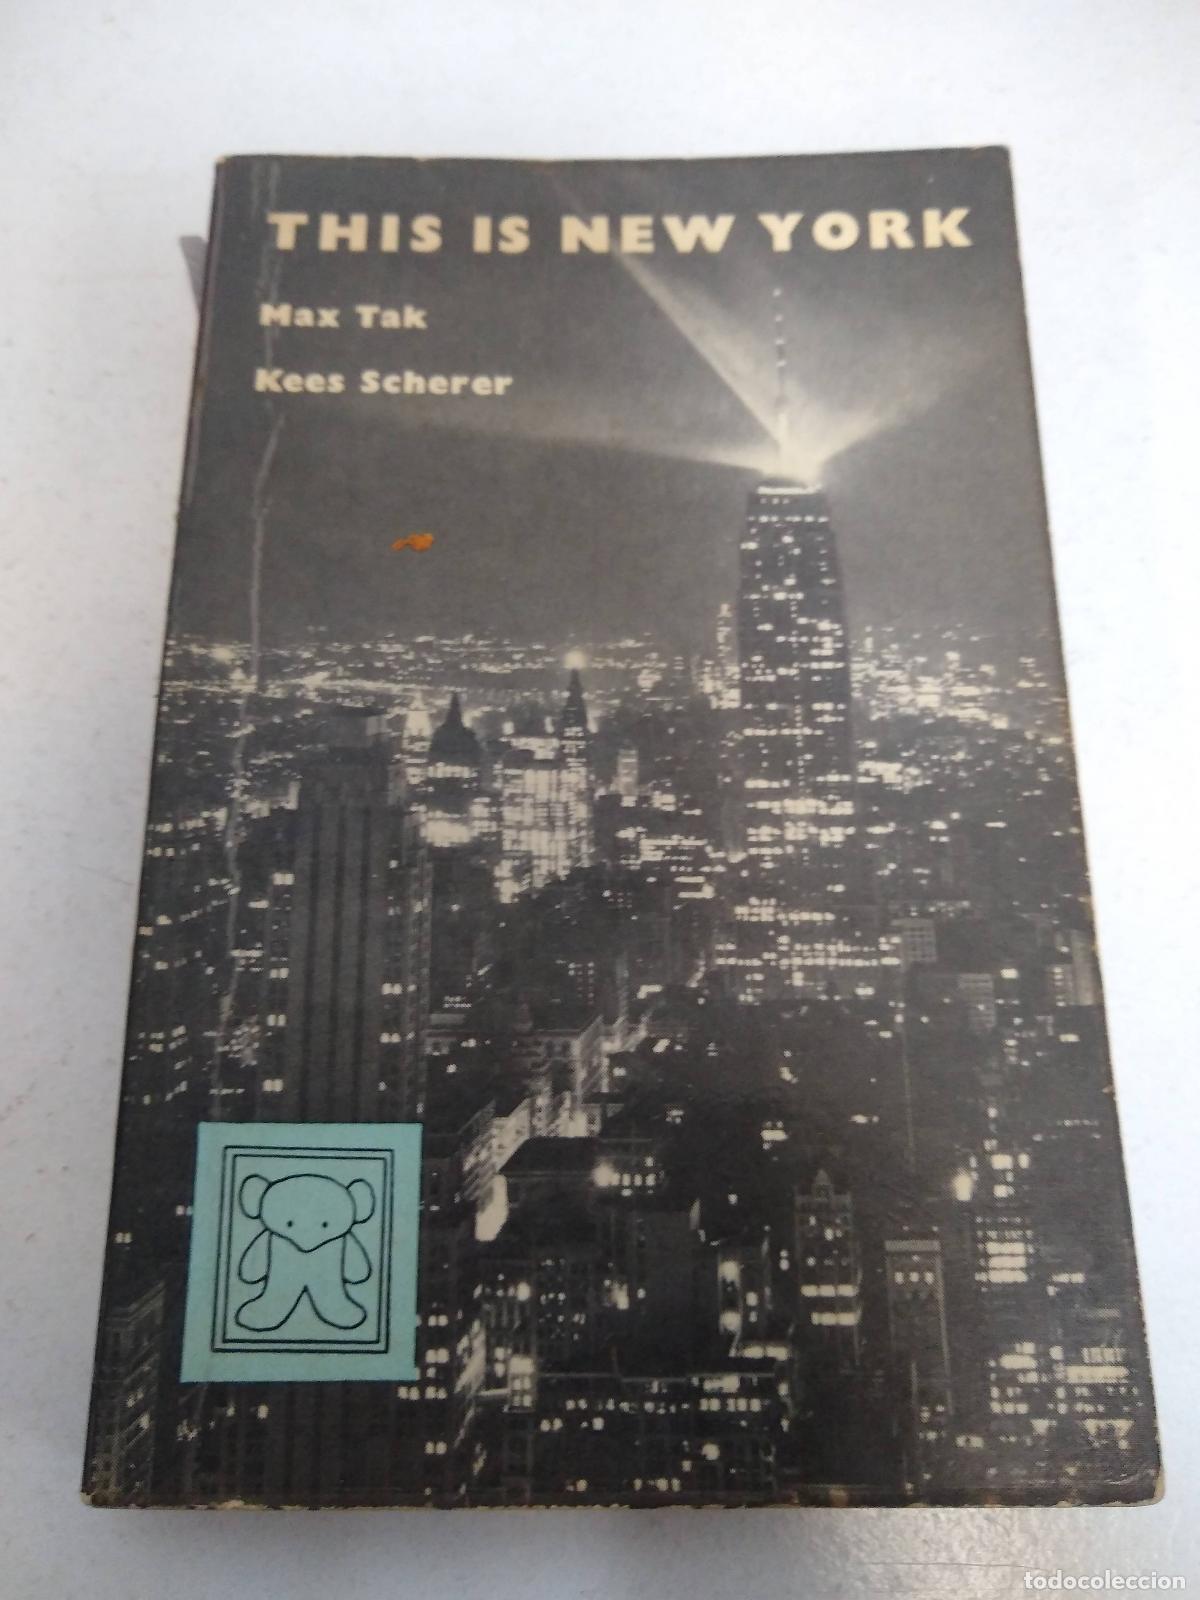 THIS IS NEW YORK
Max Tak
Kees Scherer
todocoleccion